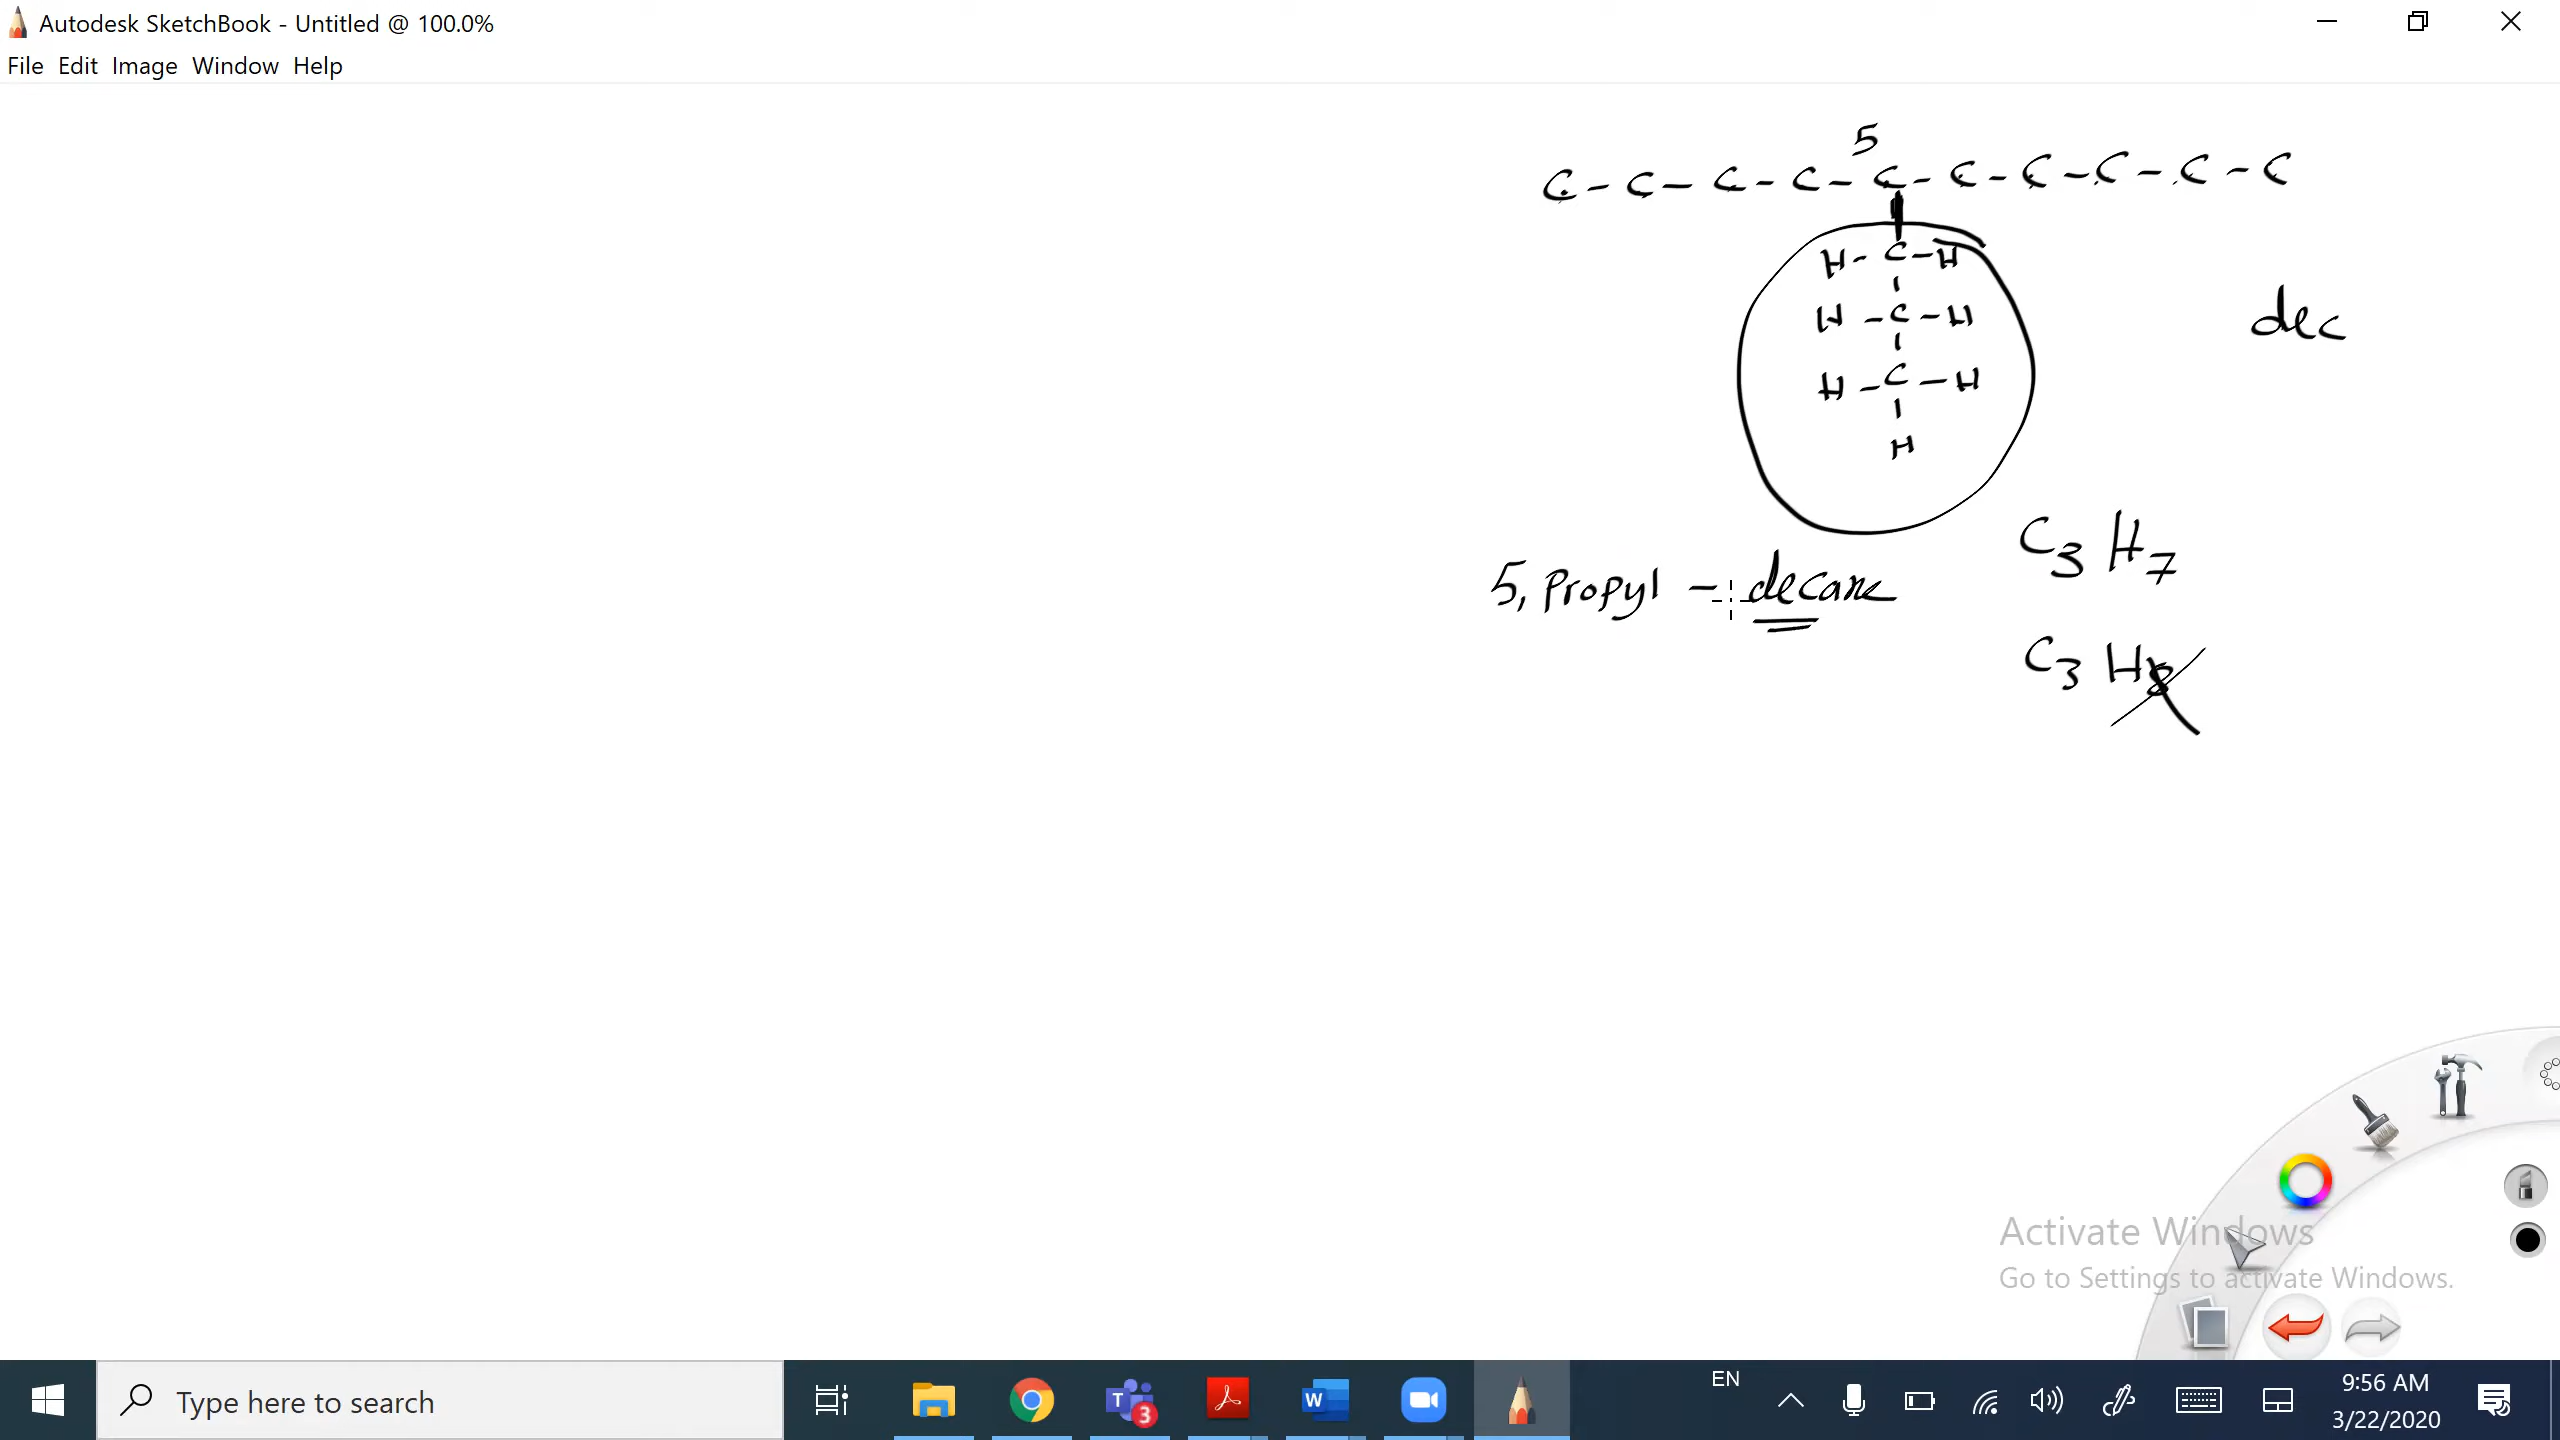 Autodesk SketchBook - Untitled @ 100.0%
File Edit Image Window Help
5
C - C - C - C - C - C - C - C - C - C
H - C - H
H - C - H
dec
H - C - H
H
C3 H7
5, Propyl - decane
C3 H8
Activate Windows
Go to Settings to activate Windows.
Type here to search
T
3
W
EN
9:56 AM
3/22/2020